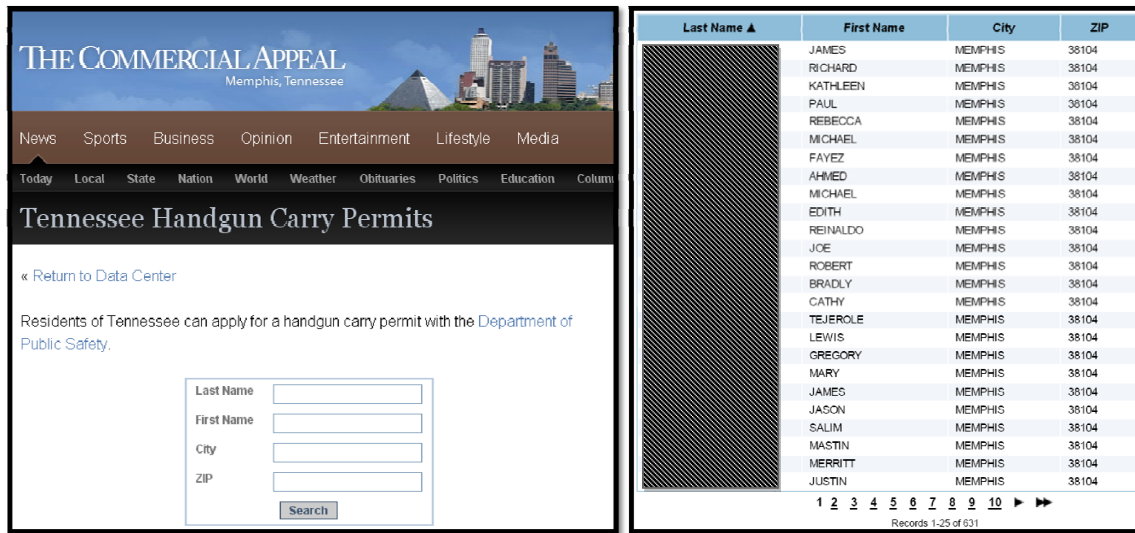 THE COMMERCIAL APPEAL
Memphis, Tennessee
News Sports Business Opinion Entertainment Lifestyle Media
Today Local State Nation World Weather Obituaries Politics Education
Tennessee Handgun Carry Permits
« Return to Data Center
Residents of Tennessee can apply for a handgun carry permit with the Department of
Public Safety.
Last Name
First Name
City
ZIP
Search
Last Name ▲ First Name City ZIP
JAMES MEMPHIS 38104
RICHARD MEMPHIS 38104
KATHLEEN MEMPHIS 38104
PAUL MEMPHIS 38104
REBECCA MEMPHIS 38104
MICHAEL MEMPHIS 38104
FAYEZ MEMPHIS 38104
AHMED MEMPHIS 38104
MICHAEL MEMPHIS 38104
EDITH MEMPHIS 38104
REINALDO MEMPHIS 38104
JOE MEMPHIS 38104
ROBERT MEMPHIS 38104
BRADLY MEMPHIS 38104
CATHY MEMPHIS 38104
TEJEROLE MEMPHIS 38104
LEWIS MEMPHIS 38104
GREGORY MEMPHIS 38104
MARY MEMPHIS 38104
JAMES MEMPHIS 38104
JASON MEMPHIS 38104
SALIM MEMPHIS 38104
MASTIN MEMPHIS 38104
MERRITT MEMPHIS 38104
JUSTIN MEMPHIS 38104
1 2 3 4 5 6 7 8 9 10
Records 1-25 of 631